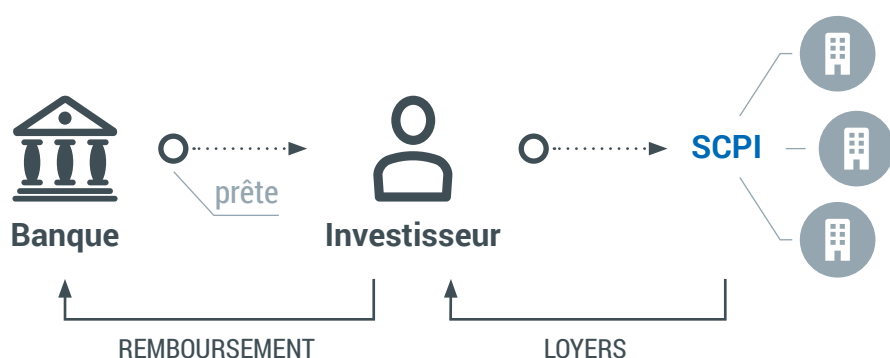 SCPI
prête
Banque
Investisseur
REMBOURSEMENT
LOYERS